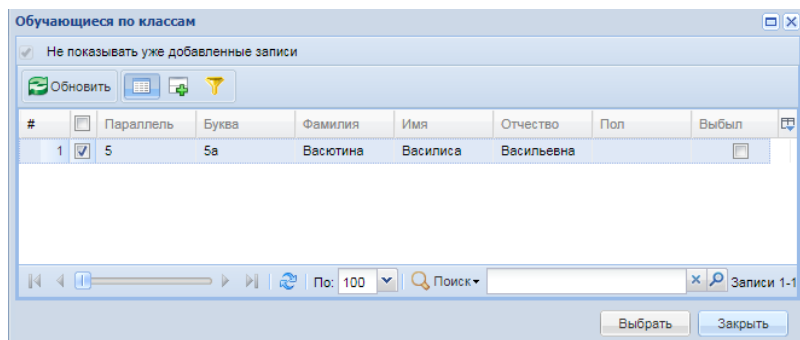 Обучающиеся по классам
Не показывать уже добавленные записи
Обновить
# Параллель Буква Фамилия Имя Отчество Пол Выбыл
1 5 5а Васютина Василиса Васильевна
По: 100 Поиск Записи 1-1
Выбрать Закрыть